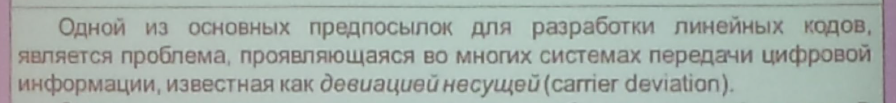 Одной из основных предпосылок для разработки линейных кодов,
является проблема, проявляющаяся во многих системах передачи цифровой
информации, известная как девиацией несущей (carrier deviation).